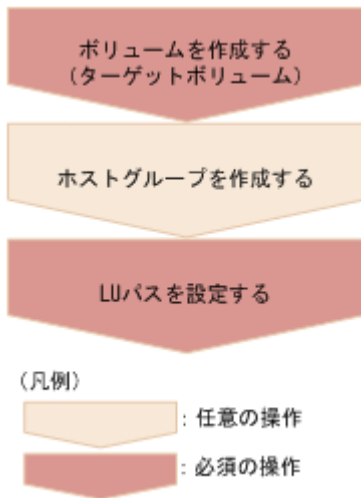 ボリュームを作成する
(ターゲットボリューム)
ホストグループを作成する
LUパスを設定する
(凡例)
: 任意の操作
: 必須の操作